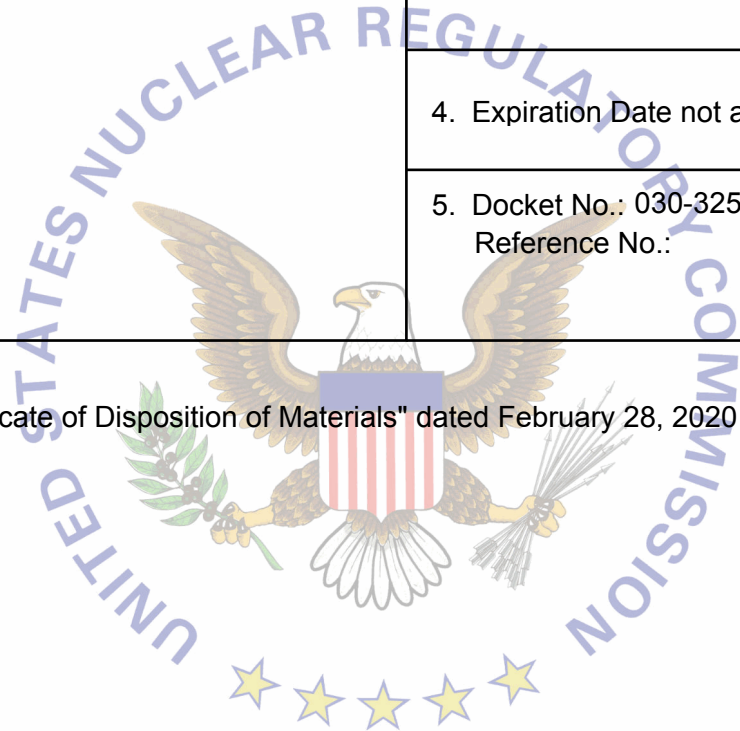 UNITED STATES NUCLEAR REGULATORY COMMISSION
4. Expiration Date not a
5. Docket No.: 030-325
Reference No.:
cate of Disposition of Materials" dated February 28, 2020